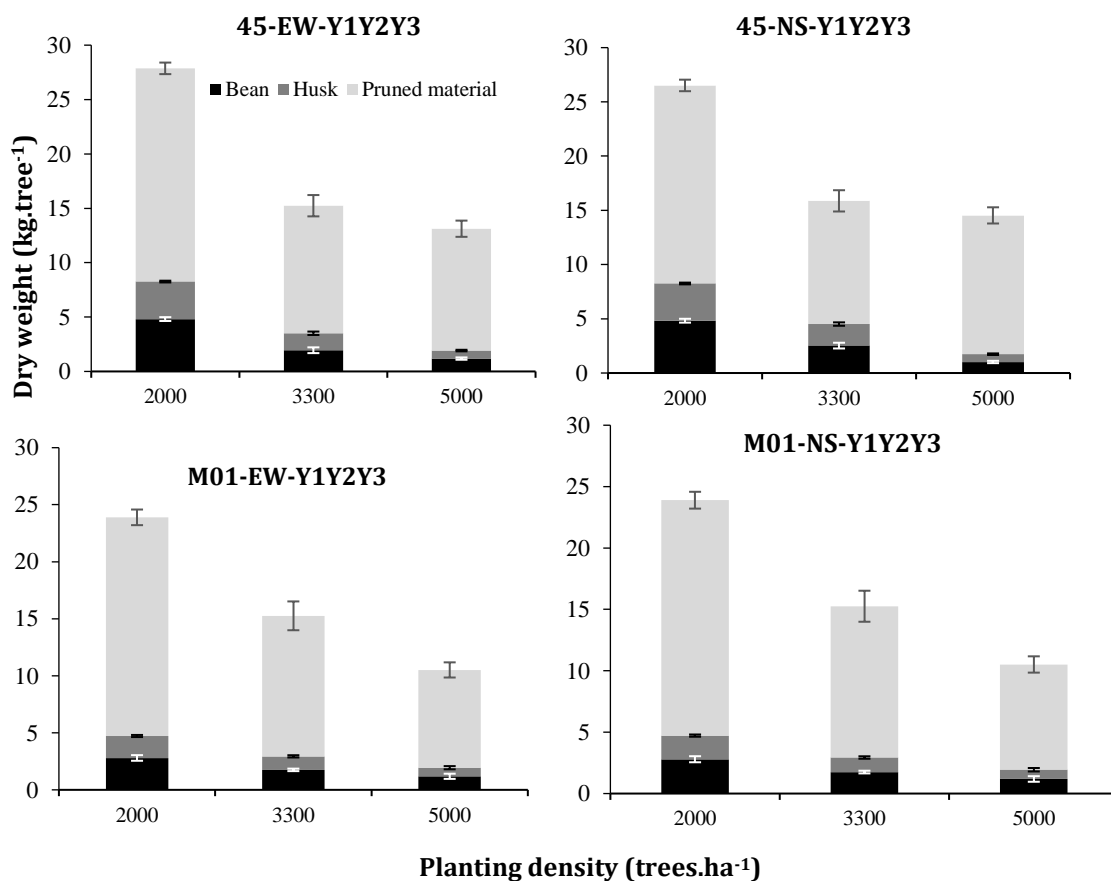 45-EW-Y1Y2Y3
45-NS-Y1Y2Y3
30
25
20
15
10
5
0
Bean Husk Pruned material
2000 3300 5000
30
25
20
15
10
5
0
2000 3300 5000
Dry weight (kg.tree-1)
M01-EW-Y1Y2Y3
30
25
20
15
10
5
0
2000 3300 5000
M01-NS-Y1Y2Y3
30
25
20
15
10
5
0
2000 3300 5000
Planting density (trees.ha-1)